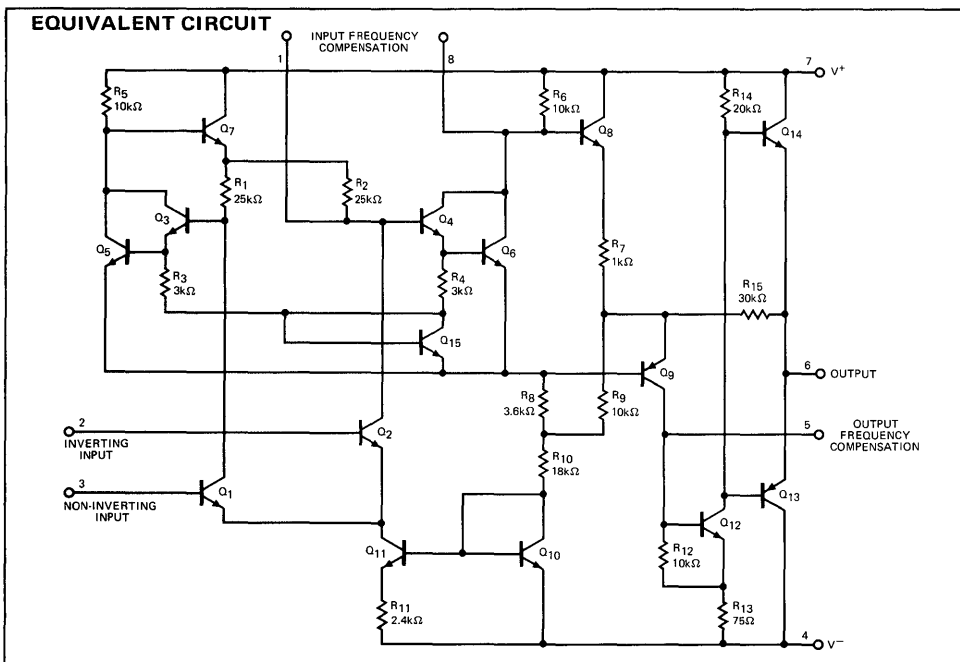 EQUIVALENT CIRCUIT
INPUT FREQUENCY
COMPENSATION
1
8
7
V+
R5
10kΩ
Q7
R6
10kΩ
Q8
R14
20kΩ
Q14
R1
25kΩ
R2
25kΩ
Q3
Q4
Q5
Q6
R3
3kΩ
R4
3kΩ
R7
1kΩ
R15
30kΩ
Q15
Q9
6
OUTPUT
R8
3.6kΩ
R9
10kΩ
2
INVERTING
INPUT
Q2
5
OUTPUT
FREQUENCY
COMPENSATION
R10
18kΩ
3
NON-INVERTING
INPUT
Q1
Q13
Q12
Q11
Q10
R12
10kΩ
R11
2.4kΩ
R13
75Ω
4
V−